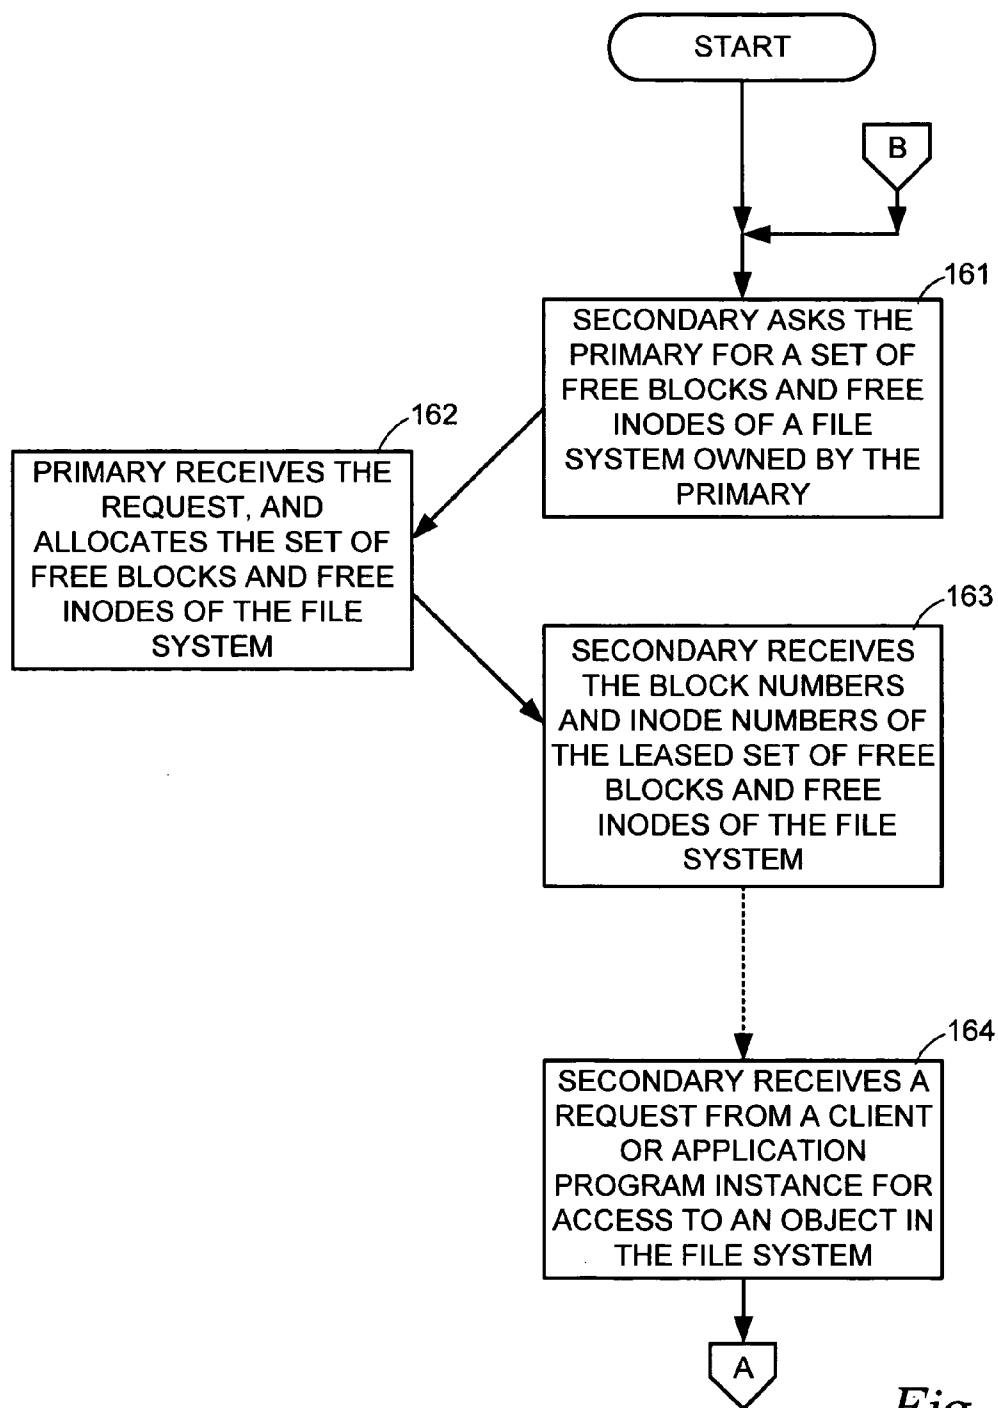 START
B
161
SECONDARY ASKS THE
PRIMARY FOR A SET OF
FREE BLOCKS AND FREE
INODES OF A FILE
SYSTEM OWNED BY THE
PRIMARY
162
PRIMARY RECEIVES THE
REQUEST, AND
ALLOCATES THE SET OF
FREE BLOCKS AND FREE
INODES OF THE FILE
SYSTEM
163
SECONDARY RECEIVES
THE BLOCK NUMBERS
AND INODE NUMBERS OF
THE LEASED SET OF FREE
BLOCKS AND FREE
INODES OF THE FILE
SYSTEM
164
SECONDARY RECEIVES A
REQUEST FROM A CLIENT
OR APPLICATION
PROGRAM INSTANCE FOR
ACCESS TO AN OBJECT IN
THE FILE SYSTEM
A
Fig